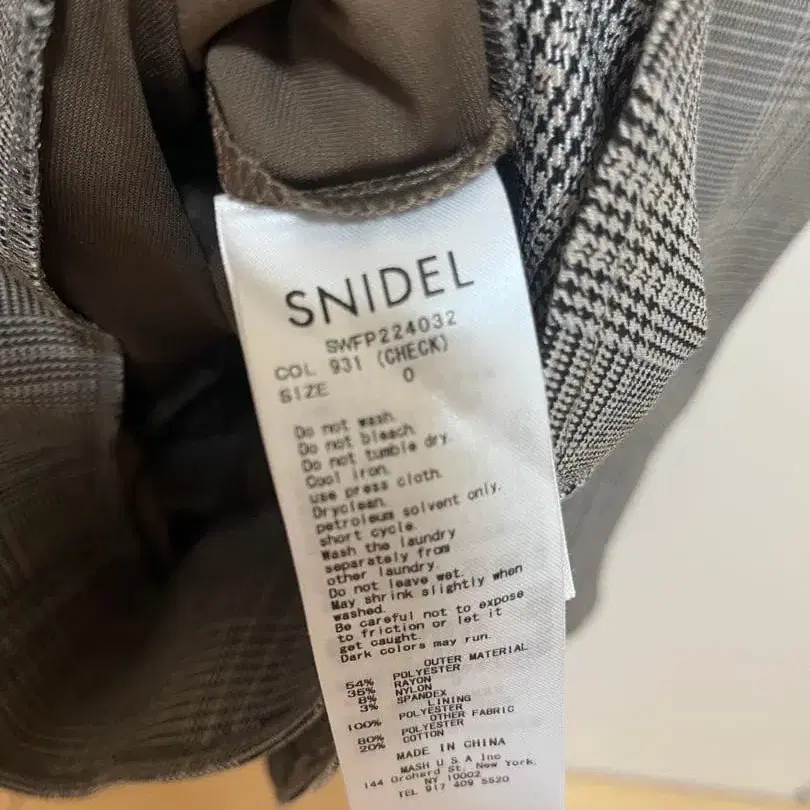 SNIDEL
SWFP224032
COL 931 (CHECK)
SIZE 0
Do not wash.
Do not bleach.
Do not tumble dry.
Cool iron.
use press cloth.
Dryclean.
petroleum solvent only.
short cycle.
Wash the laundry
separately from
other laundry.
Do not leave wet.
May shrink slightly when
washed.
Be careful not to expose
to friction or let it
get caught.
Dark colors may run.
OUTER MATERIAL
54% POLYESTER
35% RAYON
8% NYLON
3% SPANDEX
LINING
100% POLYESTER
OTHER FABRIC
80% POLYESTER
20% COTTON
MADE IN CHINA
MASH U.S.A Inc
144 Orchard St, New York,
NY 10002
TEL 917 409 5520